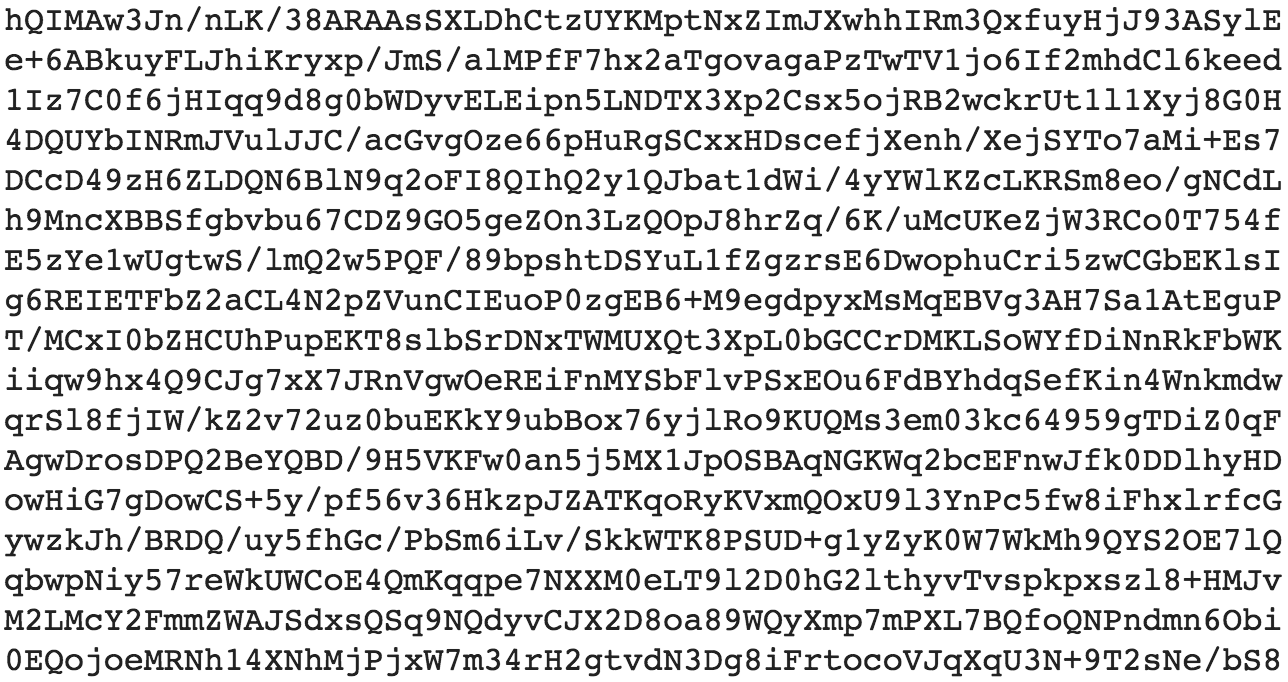 hQIMAw3Jn/nLK/38ARAAsSXLDhCtzUYKMptNxZImJXwhhIRm3QxfuyHjJ93ASylE
e+6ABkuyFLJhiKryxp/JmS/alMPfF7hx2aTgovagaPzTwTV1jo6If2mhdCl6keed
1Iz7C0f6jHIqq9d8g0bWDyvELEipn5LNDTX3Xp2Csx5ojRB2wckrUt1l1Xyj8G0H
4DQUYbINRmJVulJJC/acGvgOze66pHuRgSCxxHDscefjXenh/XejSYTo7aMi+Es7
DCcD49zH6ZLDQN6BlN9q2oFI8QIhQ2y1QJbat1dWi/4yYWlKZcLKRSm8eo/gNCdL
h9MncXBBSfgbvbu67CDZ9GO5geZOn3LzQOpJ8hrZq/6K/uMcUKeZjW3RCo0T754f
E5zYe1wUgtwS/lmQ2w5PQF/89bpshtDSYuL1fZgzrsE6DwophuCri5zwCGbEKlsI
g6REIETFbZ2aCL4N2pZVunCIEuoP0zgEB6+M9egdpyxMsMqEBVg3AH7Sa1AtEguP
T/MCxI0bZHCUhPupEKT8slbSrDNxTWMUXQt3XpL0bGCCrDMKLSoWYfDiNnRkFbWK
iiqw9hx4Q9CJg7xX7JRnVgwOeREiFnMYSbFlvPSxEOu6FdBYhdqSefKin4Wnkmdw
qrSl8fjIW/kZ2v72uz0buEKkY9ubBox76yjlRo9KUQMs3em03kc64959gTDiZ0qF
AgwDrosDPQ2BeYQBD/9H5VKFw0an5j5MX1JpOSBAqNGKWq2bcEFnwJfk0DDlhyHD
owHiG7gDowCS+5y/pf56v36HkzpJZATKqoRyKVxmQOxU9l3YnPc5fw8iFhxlrfcG
ywzkJh/BRDQ/uy5fhGc/PbSm6iLv/SkkWTK8PSUD+g1yZyK0W7WkMh9QYS2OE7lQ
qbwpNiy57reWkUWCoE4QmKqqpe7NXXM0eLT9l2D0hG2lthyvTvspkpxszl8+HMJv
M2LMcY2FmmZWAJSdxsQSq9NQdyvCJX2D8oa89WQyXmp7mPXL7BQfoQNPndmn6Obi
0EQojoeMRNh14XNhMjPjxW7m34rH2gtvdN3Dg8iFrtocoVJqXqU3N+9T2sNe/bS8